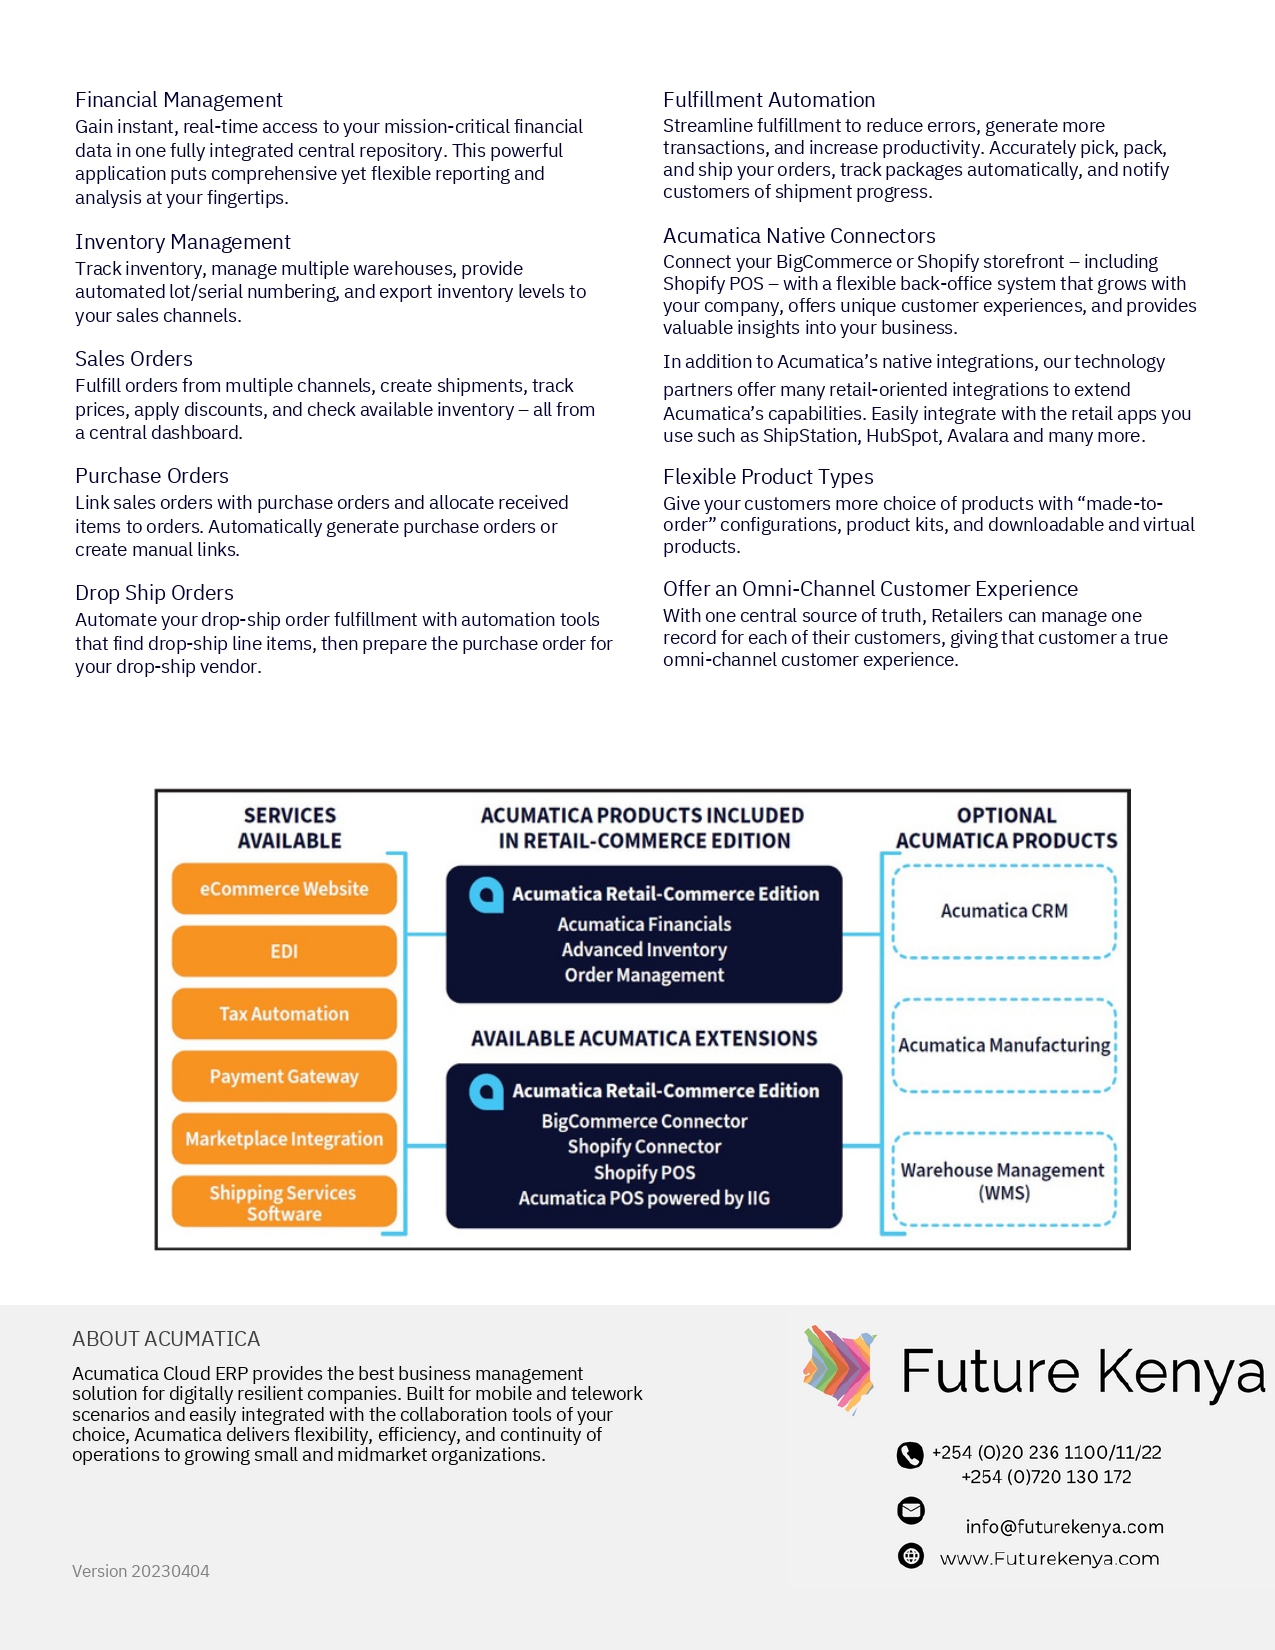 Financial Management
Gain instant, real-time access to your mission-critical financial
data in one fully integrated central repository. This powerful
application puts comprehensive yet flexible reporting and
analysis at your fingertips.
Inventory Management
Track inventory, manage multiple warehouses, provide
automated lot/serial numbering, and export inventory levels to
your sales channels.
Sales Orders
Fulfill orders from multiple channels, create shipments, track
prices, apply discounts, and check available inventory – all from
a central dashboard.
Purchase Orders
Link sales orders with purchase orders and allocate received
items to orders. Automatically generate purchase orders or
create manual links.
Drop Ship Orders
Automate your drop-ship order fulfillment with automation tools
that find drop-ship line items, then prepare the purchase order for
your drop-ship vendor.
Fulfillment Automation
Streamline fulfillment to reduce errors, generate more
transactions, and increase productivity. Accurately pick, pack,
and ship your orders, track packages automatically, and notify
customers of shipment progress.
Acumatica Native Connectors
Connect your BigCommerce or Shopify storefront – including
Shopify POS – with a flexible back-office system that grows with
your company, offers unique customer experiences, and provides
valuable insights into your business.
In addition to Acumatica’s native integrations, our technology
partners offer many retail-oriented integrations to extend
Acumatica’s capabilities. Easily integrate with the retail apps you
use such as ShipStation, HubSpot, Avalara and many more.
Flexible Product Types
Give your customers more choice of products with “made-to-
order” configurations, product kits, and downloadable and virtual
products.
Offer an Omni-Channel Customer Experience
With one central source of truth, Retailers can manage one
record for each of their customers, giving that customer a true
omni-channel customer experience.
SERVICES
AVAILABLE
eCommerce Website
EDI
Tax Automation
Payment Gateway
Marketplace Integration
Shipping Services
Software
ACUMATICA PRODUCTS INCLUDED
IN RETAIL-COMMERCE EDITION
Acumatica Retail-Commerce Edition
Acumatica Financials
Advanced Inventory
Order Management
AVAILABLE ACUMATICA EXTENSIONS
Acumatica Retail-Commerce Edition
BigCommerce Connector
Shopify Connector
Shopify POS
Acumatica POS powered by IIG
OPTIONAL
ACUMATICA PRODUCTS
Acumatica CRM
Acumatica Manufacturing
Warehouse Management
(WMS)
ABOUT ACUMATICA
Acumatica Cloud ERP provides the best business management
solution for digitally resilient companies. Built for mobile and telework
scenarios and easily integrated with the collaboration tools of your
choice, Acumatica delivers flexibility, efficiency, and continuity of
operations to growing small and midmarket organizations.
Version 20230404
Future Kenya
+254 (0)20 236 1100/11/22
+254 (0)720 130 172
info@futurekenya.com
www.Futurekenya.com